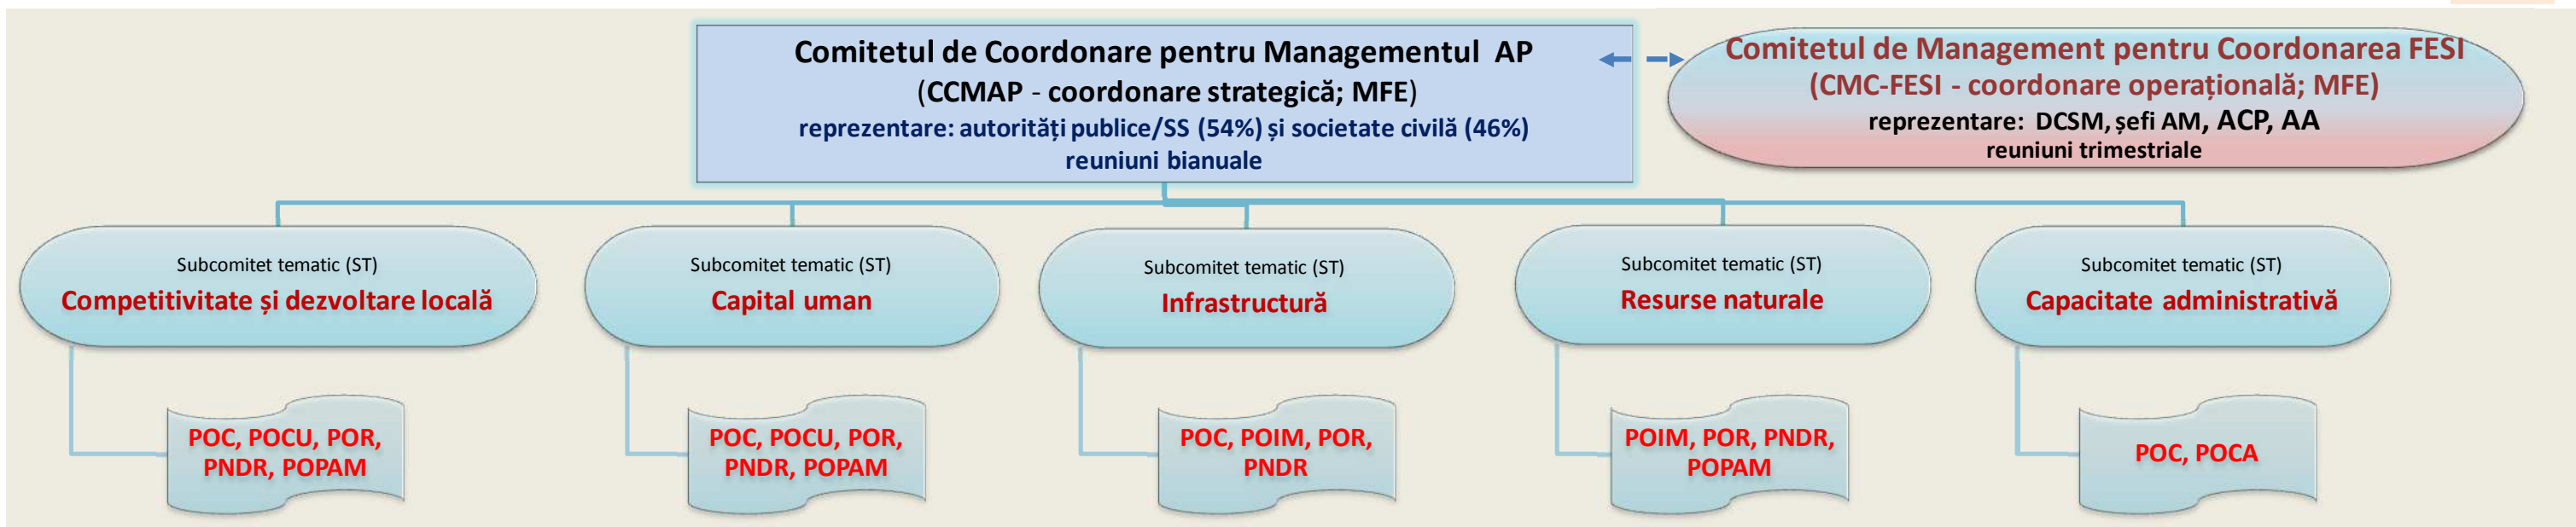 Comitetul de Coordonare pentru Managementul AP
(CCMAP - coordonare strategică; MFE)
reprezentare: autorități publice/SS (54%) și societate civilă (46%)
reuniuni bianuale
Comitetul de Management pentru Coordonarea FESI
(CMC-FESI - coordonare operațională; MFE)
reprezentare: DCSM, șefi AM, ACP, AA
reuniuni trimestriale
Subcomitet tematic (ST)
Competitivitate și dezvoltare locală
Subcomitet tematic (ST)
Capital uman
Subcomitet tematic (ST)
Infrastructură
Subcomitet tematic (ST)
Resurse naturale
Subcomitet tematic (ST)
Capacitate administrativă
POC, POCU, POR,
PNDR, POPAM
POC, POCU, POR,
PNDR, POPAM
POC, POIM, POR,
PNDR
POIM, POR, PNDR,
POPAM
POC, POCA